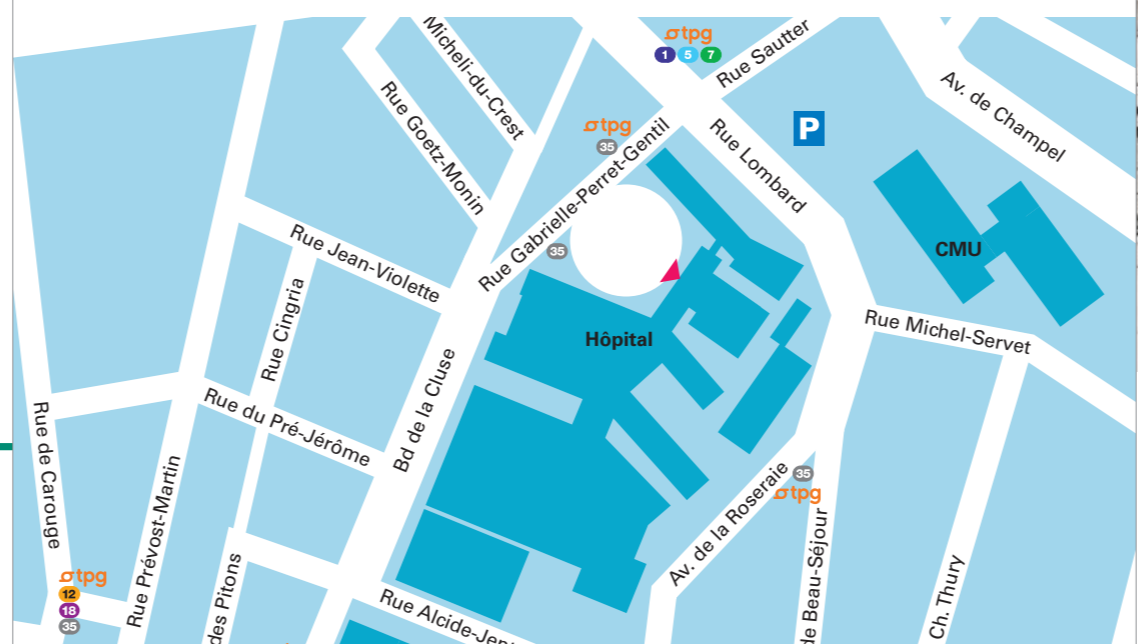 Micheli-du-Crest
tpg
1 5 7
Rue Sautter
Av. de Champel
Rue Goetz-Monin
tpg
35
Rue Gabrielle-Perret-Gentil
P
Rue Lombard
Rue Jean-Violette
35
CMU
Rue Cingria
Hôpital
Rue Michel-Servet
Rue de Carouge
Rue du Pré-Jérôme
Bd de la Cluse
Rue Prévost-Martin
35
tpg
Av. de la Roseraie
de Beau-Séjour
Ch. Thury
tpg
12
18
35
des Pitons
Rue Alcide-Jent